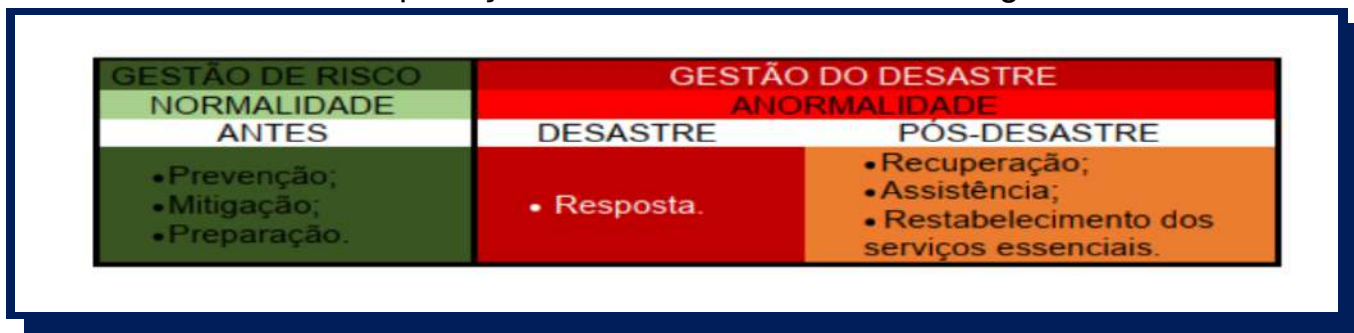 GESTÃO DE RISCO
GESTÃO DO DESASTRE
NORMALIDADE
ANORMALIDADE
ANTES
DESASTRE
PÓS-DESASTRE
•Prevenção;
•Mitigação;
•Preparação.
• Resposta.
•Recuperação;
•Assistência;
• Restabelecimento dos
serviços essenciais.